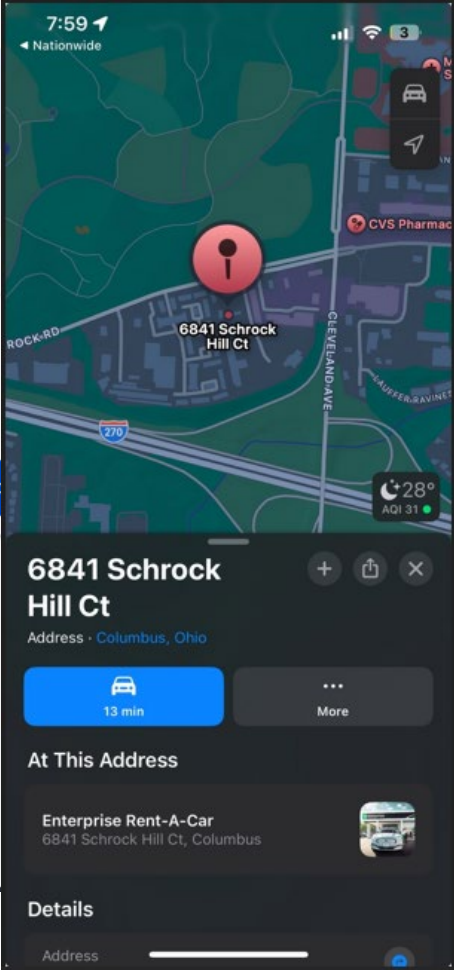 7:59
◀ Nationwide
3
CVS Pharmac
6841 Schrock
Hill Ct
ROCK-RD
CLEVELAND-AVE
SAUFFER-RAVINES
270
28°
AQI 31
6841 Schrock
Hill Ct
Address · Columbus, Ohio
13 min
More
At This Address
Enterprise Rent-A-Car
6841 Schrock Hill Ct, Columbus
Details
Address